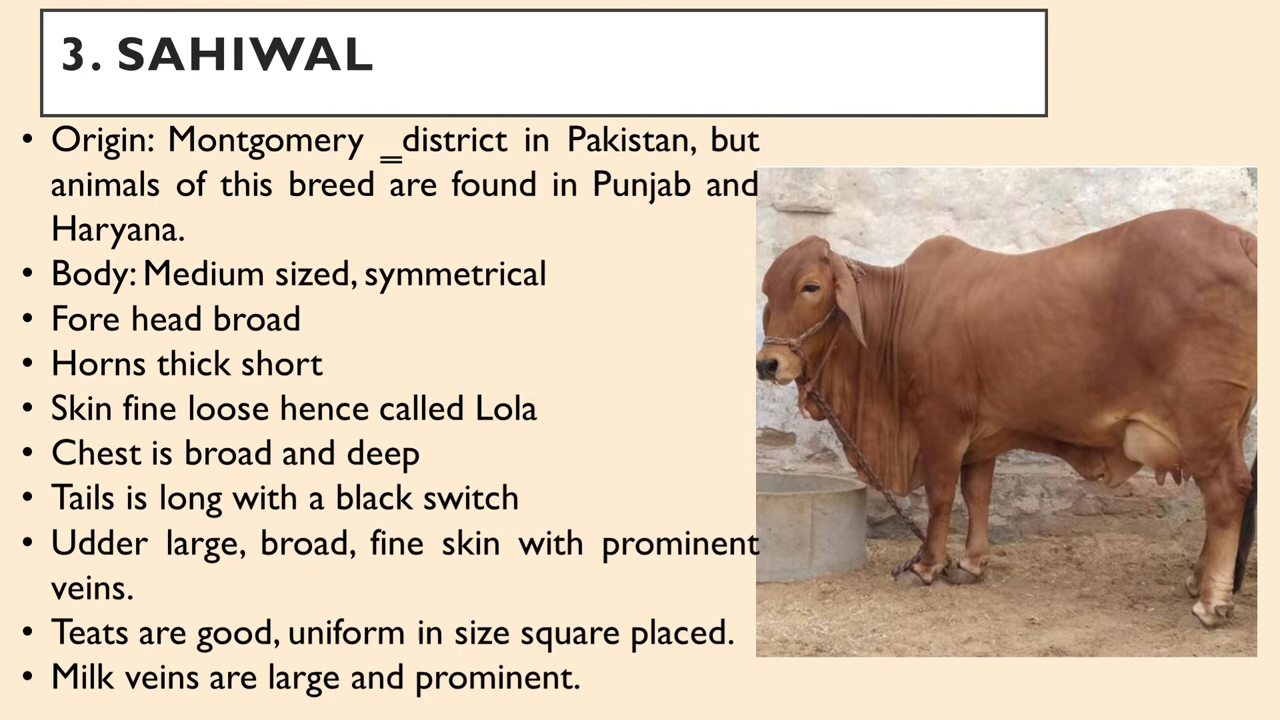 3. SAHIWAL
• Origin: Montgomery _district in Pakistan, but
animals of this breed are found in Punjab and
Haryana.
• Body: Medium sized, symmetrical
• Fore head broad
• Horns thick short
• Skin fine loose hence called Lola
• Chest is broad and deep
• Tails is long with a black switch
• Udder large, broad, fine skin with prominent
veins.
• Teats are good, uniform in size square placed.
• Milk veins are large and prominent.